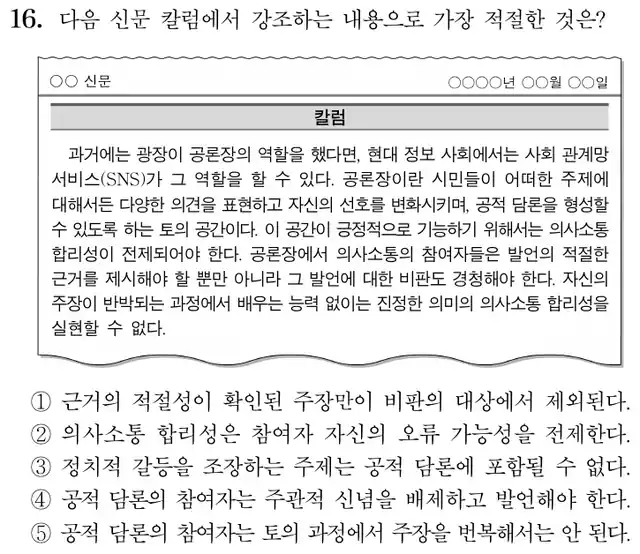 16. 다음 신문 칼럼에서 강조하는 내용으로 가장 적절한 것은?
○○ 신문 ○○○○년 ○○월 ○○일
칼럼
과거에는 광장이 공론장의 역할을 했다면, 현대 정보 사회에서는 사회 관계망
서비스(SNS)가 그 역할을 할 수 있다. 공론장이란 시민들이 어떠한 주제에
대해서든 다양한 의견을 표현하고 자신의 선호를 변화시키며, 공적 담론을 형성할
수 있도록 하는 토의 공간이다. 이 공간이 긍정적으로 기능하기 위해서는 의사소통
합리성이 전제되어야 한다. 공론장에서 의사소통의 참여자들은 발언의 적절한
근거를 제시해야 할 뿐만 아니라 그 발언에 대한 비판도 경청해야 한다. 자신의
주장이 반박되는 과정에서 배우는 능력 없이는 진정한 의미의 의사소통 합리성을
실현할 수 없다.
① 근거의 적절성이 확인된 주장만이 비판의 대상에서 제외된다.
② 의사소통 합리성은 참여자 자신의 오류 가능성을 전제한다.
③ 정치적 갈등을 조장하는 주제는 공적 담론에 포함될 수 없다.
④ 공적 담론의 참여자는 주관적 신념을 배제하고 발언해야 한다.
⑤ 공적 담론의 참여자는 토의 과정에서 주장을 번복해서는 안 된다.